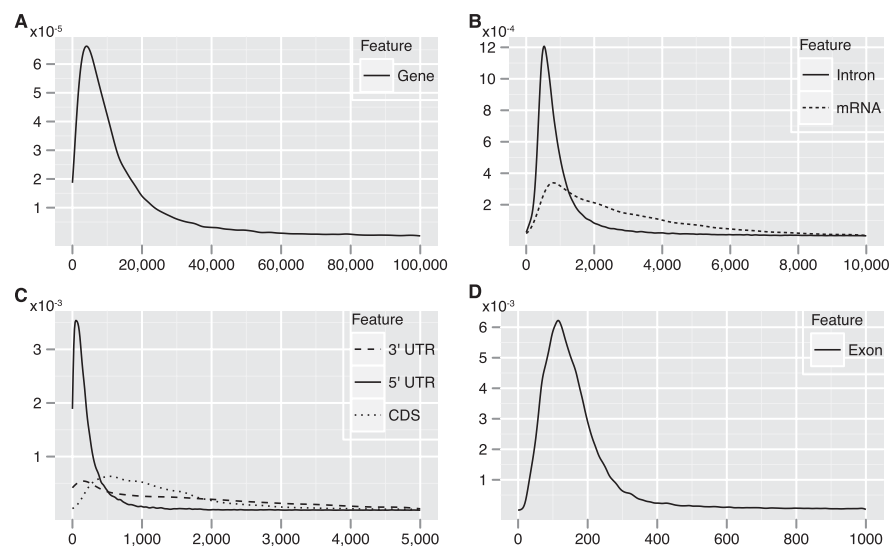 A
x10-5
Feature
Gene
6
5
4
3
2
1
0 20,000 40,000 60,000 80,000 100,000
B
x10-4
Feature
Intron
mRNA
12
10
8
6
4
2
0 2,000 4,000 6,000 8,000 10,000
C
x10-3
Feature
3' UTR
5' UTR
CDS
3
2
1
0 1,000 2,000 3,000 4,000 5,000
D
x10-3
Feature
Exon
6
5
4
3
2
1
0 200 400 600 800 1000